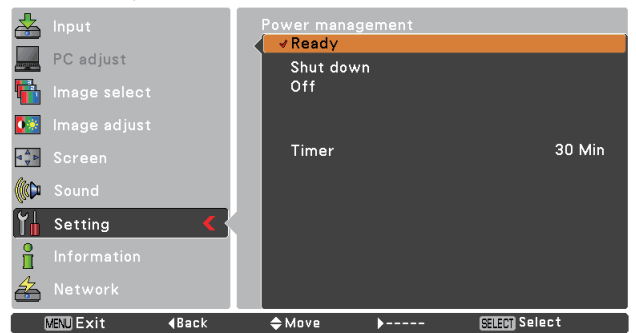 Input
PC adjust
Image select
Image adjust
Screen
Sound
Setting
Information
Network
Power management
Ready
Shut down
Off
Timer 30 Min
MENU Exit Back Move ----- SELECT Select